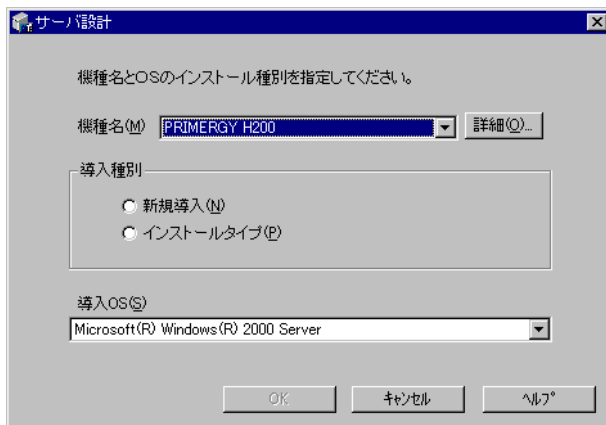 サーバ設計
機種名とOSのインストール種別を指定してください。
機種名(M) PRIMERGY H200 詳細(O)...
導入種別
新規導入(N)
インストールタイプ(P)
導入OS(S)
Microsoft(R) Windows(R) 2000 Server
OK キャンセル ヘルプ